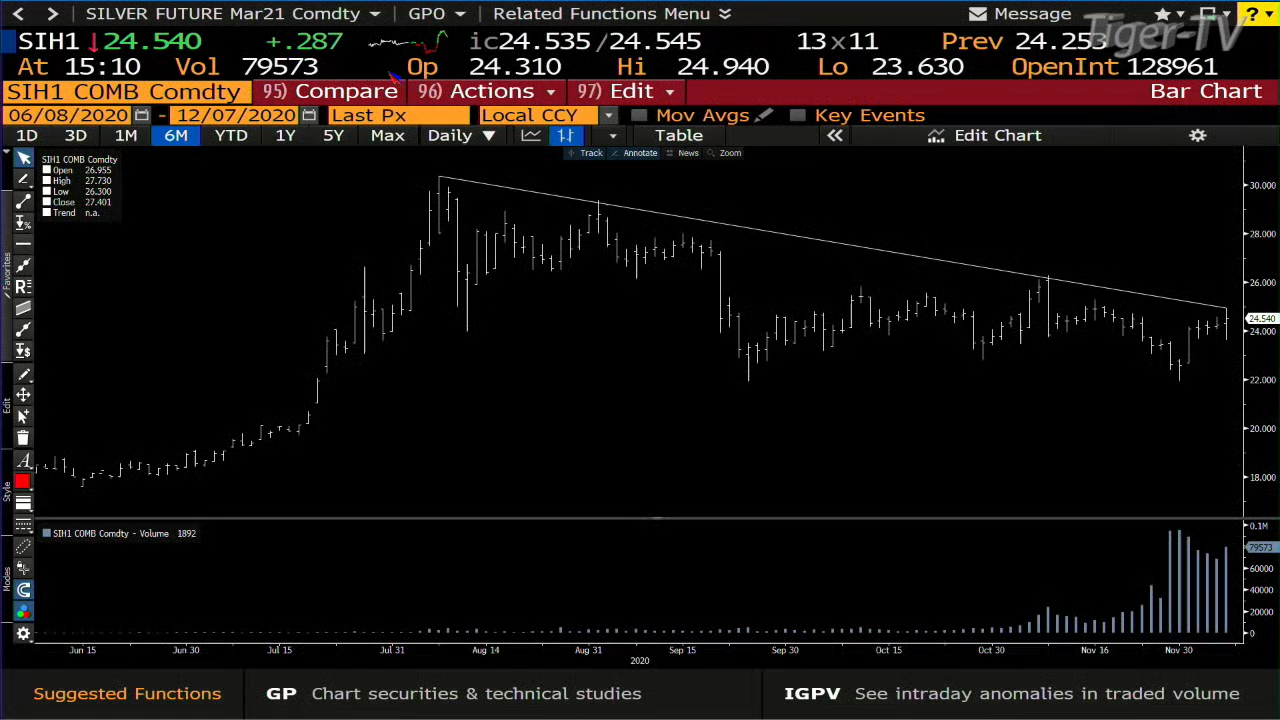 SILVER FUTURE Mar21 Comdty GPO Related Functions Menu Message ?
Tiger-TV
SIH1 24.540 +.287 ic24.535/24.545 13x11 Prev 24.253
At 15:10 Vol 79573 Op 24.310 Hi 24.940 Lo 23.630 OpenInt 128961
SIH1 COMB Comdty 95) Compare 96) Actions 97) Edit Bar Chart
06/08/2020 - 12/07/2020 Last Px Local CCY Mov Avgs Key Events
1D 3D 1M 6M YTD 1Y 5Y Max Daily Table Edit Chart
Track Annotate News Zoom
SIH1 COMB Comdty
Open 26.955
High 27.730
Low 26.300
Close 27.401
Trend n.a.
30.000
28.000
26.000
24.540
24.000
22.000
20.000
18.000
Favorites
Edit
Style
Modes
SIH1 COMB Comdty - Volume 1892
0.1M
79573
60000
40000
20000
0
Jun 15 Jun 30 Jul 15 Jul 31 Aug 14 Aug 31 Sep 15 Sep 30 Oct 15 Oct 30 Nov 16 Nov 30
2020
Suggested Functions GP Chart securities & technical studies IGPV See intraday anomalies in traded volume